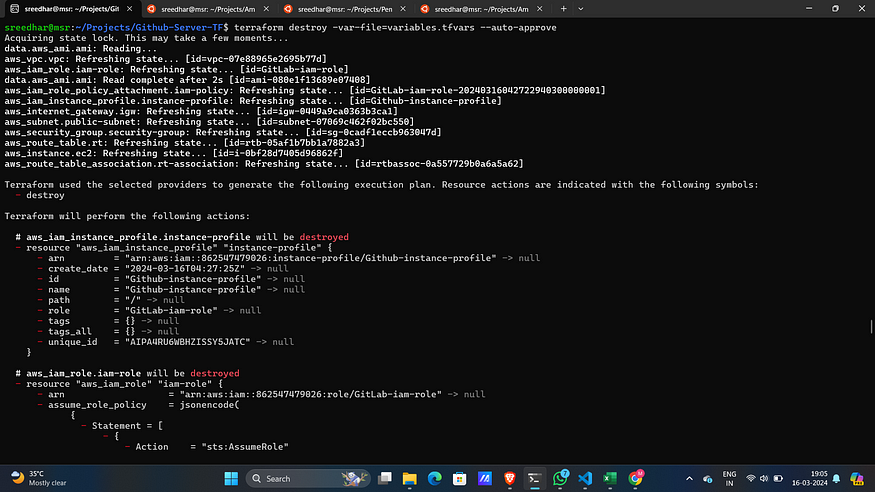 sreedhar@msr: ~/Projects/Git
sreedhar@msr: ~/Projects/Am
sreedhar@msr: ~/Projects/Pen
sreedhar@msr: ~/Projects/Am
sreedhar@msr:~/Projects/Github-Server-TF$ terraform destroy -var-file=variables.tfvars --auto-approve
Acquiring state lock. This may take a few moments...
data.aws_ami.ami: Reading...
aws_vpc.vpc: Refreshing state... [id=vpc-07e88965e2695b77d]
aws_iam_role.iam-role: Refreshing state... [id=GitLab-iam-role]
data.aws_ami.ami: Read complete after 2s [id=ami-080e1f13689e07408]
aws_iam_role_policy_attachment.iam-policy: Refreshing state... [id=GitLab-iam-role-20240316042722940300000001]
aws_iam_instance_profile.instance-profile: Refreshing state... [id=Github-instance-profile]
aws_internet_gateway.igw: Refreshing state... [id=igw-0449a9ca0363b3ca1]
aws_subnet.public-subnet: Refreshing state... [id=subnet-07069c462f02bc550]
aws_security_group.security-group: Refreshing state... [id=sg-0cadf1eccb963047d]
aws_route_table.rt: Refreshing state... [id=rtb-05af1b7bb1a7882a3]
aws_instance.ec2: Refreshing state... [id=i-0bf28d7405d96862f]
aws_route_table_association.rt-association: Refreshing state... [id=rtbassoc-0a557729b0a6a5a62]
Terraform used the selected providers to generate the following execution plan. Resource actions are indicated with the following symbols:
- destroy
Terraform will perform the following actions:
# aws_iam_instance_profile.instance-profile will be destroyed
- resource "aws_iam_instance_profile" "instance-profile" {
- arn = "arn:aws:iam::862547479026:instance-profile/Github-instance-profile" -> null
- create_date = "2024-03-16T04:27:25Z" -> null
- id = "Github-instance-profile" -> null
- name = "Github-instance-profile" -> null
- path = "/" -> null
- role = "GitLab-iam-role" -> null
- tags = {} -> null
- tags_all = {} -> null
- unique_id = "AIPA4RU6WBHZISSY5JATC" -> null
}
# aws_iam_role.iam-role will be destroyed
- resource "aws_iam_role" "iam-role" {
- arn = "arn:aws:iam::862547479026:role/GitLab-iam-role" -> null
- assume_role_policy = jsonencode(
{
- Statement = [
- {
- Action = "sts:AssumeRole"
35°C
Mostly clear
Search
7
M
ENG
IN
19:05
16-03-2024